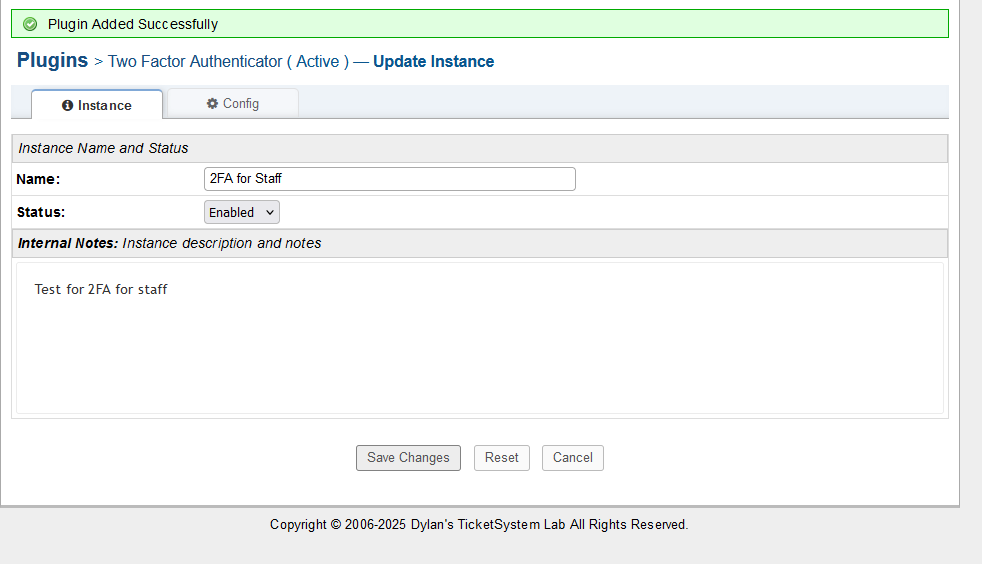 Plugin Added Successfully
Plugins > Two Factor Authenticator ( Active ) — Update Instance
Instance
Config
Instance Name and Status
Name: 2FA for Staff
Status: Enabled
Internal Notes: Instance description and notes
Test for 2FA for staff
Save Changes Reset Cancel
Copyright © 2006-2025 Dylan's TicketSystem Lab All Rights Reserved.